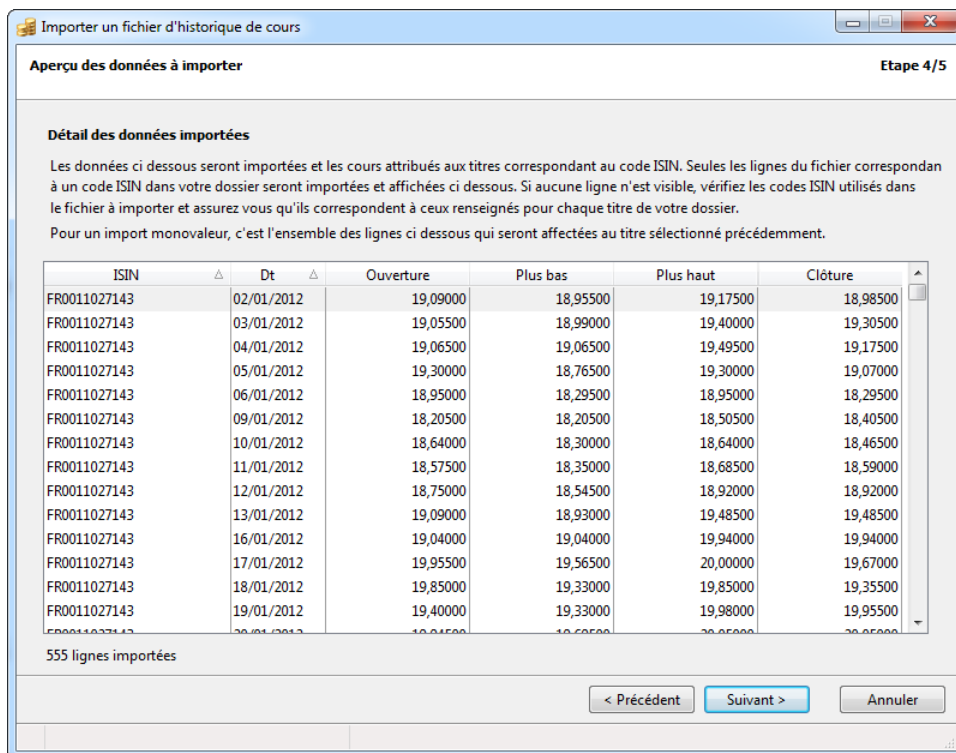 Importer un fichier d'historique de cours
Aperçu des données à importer Etape 4/5
Détail des données importées
Les données ci dessous seront importées et les cours attribués aux titres correspondant au code ISIN. Seules les lignes du fichier correspondan
à un code ISIN dans votre dossier seront importées et affichées ci dessous. Si aucune ligne n'est visible, vérifiez les codes ISIN utilisés dans
le fichier à importer et assurez vous qu'ils correspondent à ceux renseignés pour chaque titre de votre dossier.
Pour un import monovaleur, c'est l'ensemble des lignes ci dessous qui seront affectées au titre sélectionné précédemment.
ISIN Dt Ouverture Plus bas Plus haut Clôture
FR0011027143 02/01/2012 19,09000 18,95500 19,17500 18,98500
FR0011027143 03/01/2012 19,05500 18,99000 19,40000 19,30500
FR0011027143 04/01/2012 19,06500 19,06500 19,49500 19,17500
FR0011027143 05/01/2012 19,30000 18,76500 19,30000 19,07000
FR0011027143 06/01/2012 18,95000 18,29500 18,95000 18,29500
FR0011027143 09/01/2012 18,20500 18,20500 18,50500 18,40500
FR0011027143 10/01/2012 18,64000 18,30000 18,64000 18,46500
FR0011027143 11/01/2012 18,57500 18,35000 18,68500 18,59000
FR0011027143 12/01/2012 18,75000 18,54500 18,92000 18,92000
FR0011027143 13/01/2012 19,09000 18,93000 19,48500 19,48500
FR0011027143 16/01/2012 19,04000 19,04000 19,94000 19,94000
FR0011027143 17/01/2012 19,95500 19,56500 20,00000 19,67000
FR0011027143 18/01/2012 19,85000 19,33000 19,85000 19,35500
FR0011027143 19/01/2012 19,40000 19,33000 19,98000 19,95500
555 lignes importées
< Précédent Suivant > Annuler